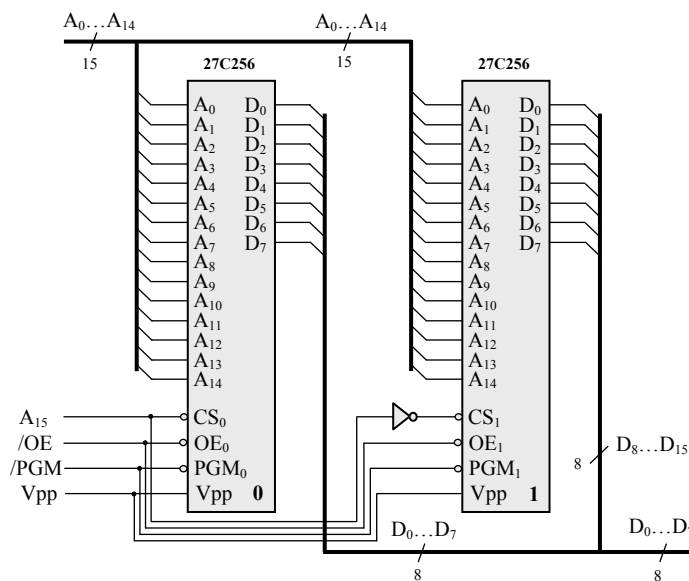 A0…A14 A0…A14
15 15
27C256 27C256
A0 D0 A0 D0
A1 D1 A1 D1
A2 D2 A2 D2
A3 D3 A3 D3
A4 D4 A4 D4
A5 D5 A5 D5
A6 D6 A6 D6
A7 D7 A7 D7
A8 A8
A9 A9
A10 A10
A11 A11
A12 A12
A13 A13
A14 A14
A15 CS0 CS1
/OE OE0 OE1
/PGM PGM0 PGM1
Vpp Vpp 0 Vpp 1
D8…D15
8
D0…D7 D0…D
8 8